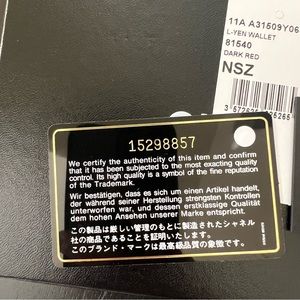 11A A31509Y06
L-YEN WALLET
81540
DARK RED
NSZ
15298857
We certify the authenticity of this item and confirm
that it has been subjected to the most exacting quality
control. Its high quality is a symbol of the fine reputation
of the Trademark.
Wir bestätigen, dass es sich um einen Artikel handelt,
der während seiner Herstellung strengsten Kontrollen
unterworfen war, und dessen erstklassige Qualität
dem hohen Ansehen unserer Marke entspricht.
この製品は厳しい管理のもとに製造されたシャネル
社の商品であることを証明いたします。
このブランド・マークは最高級品質の象徴です。